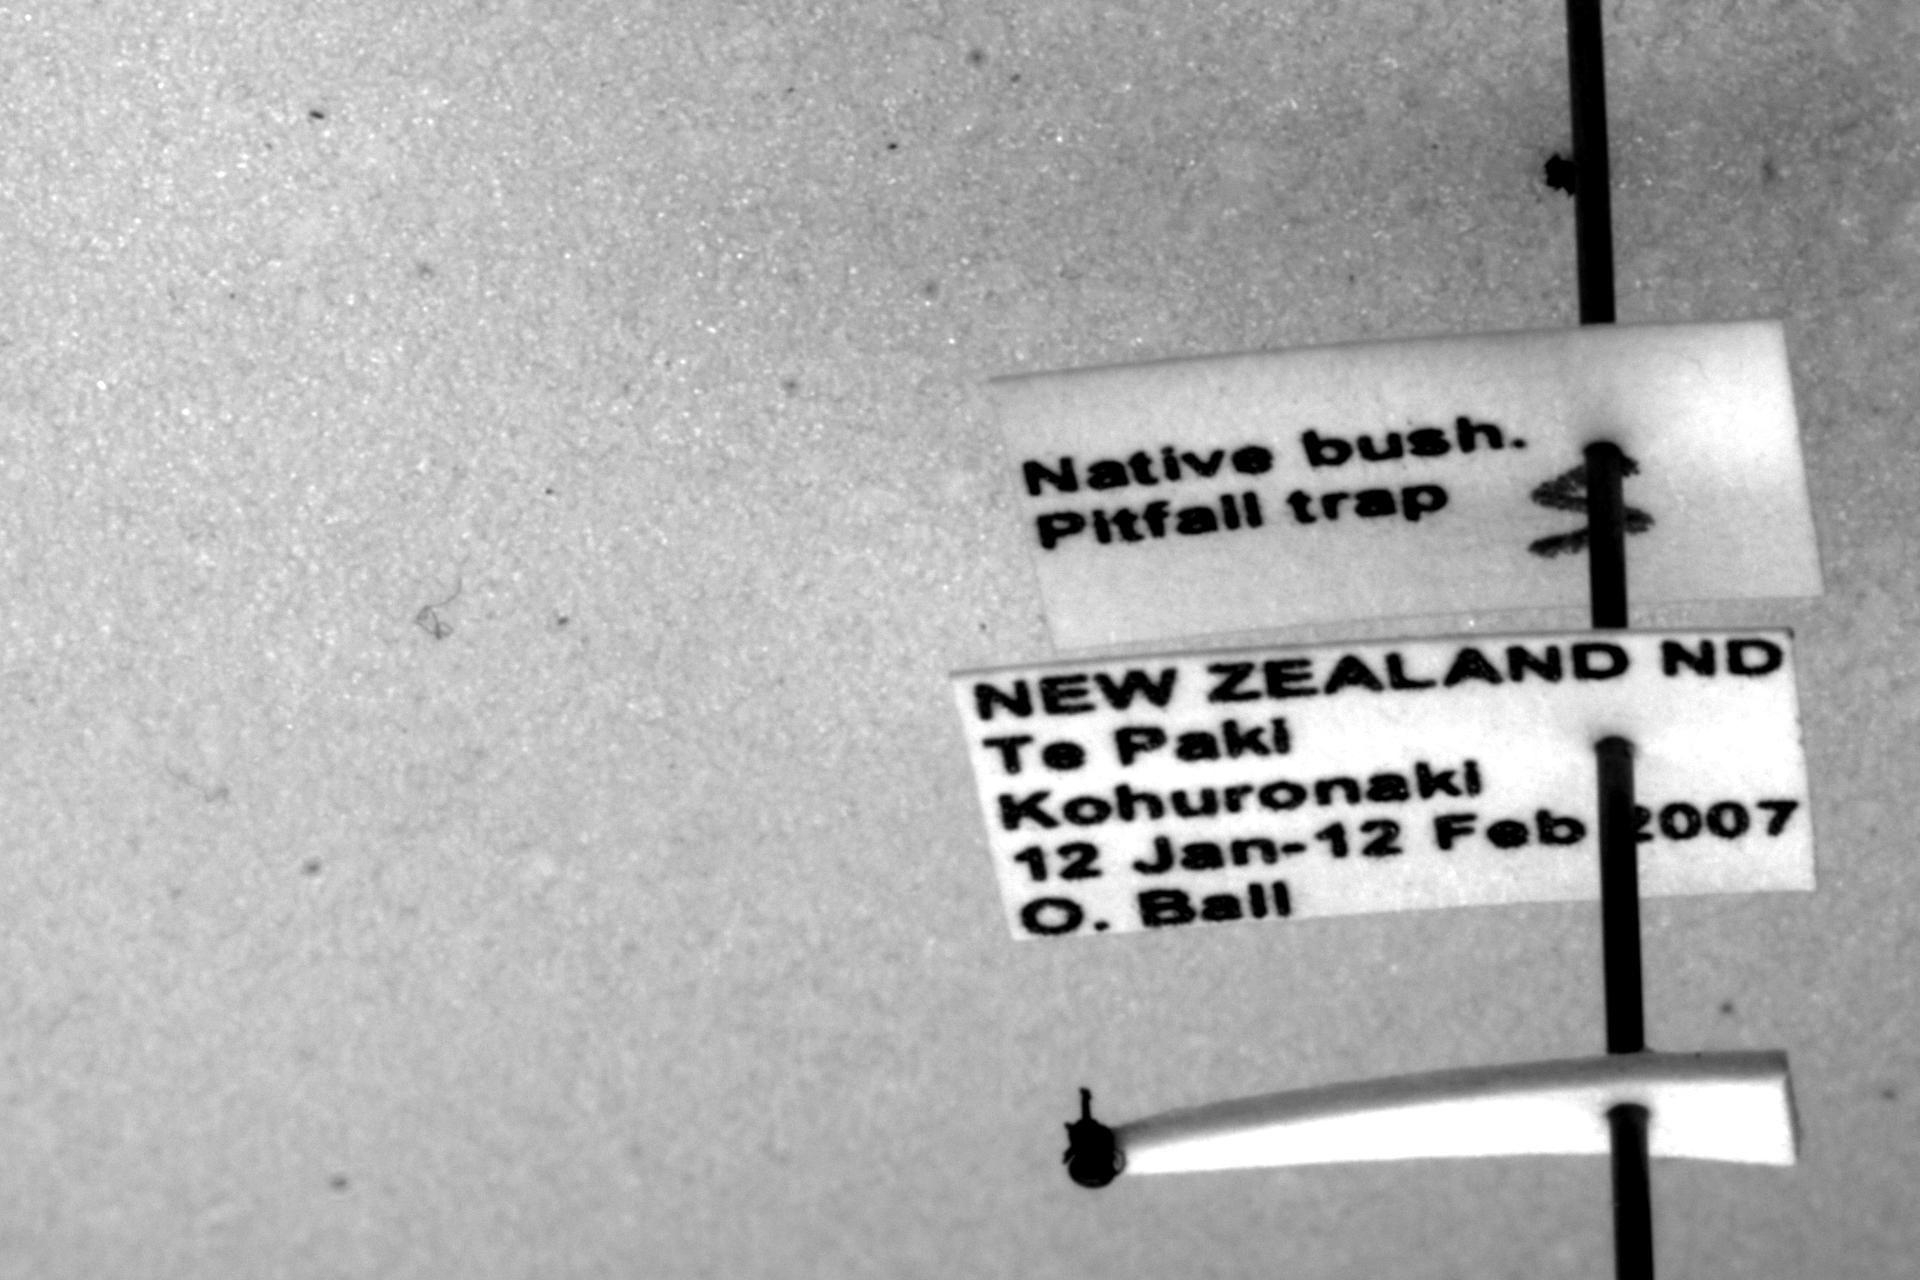 Native bush.
Pitfall trap
NEW ZEALAND ND
Te Paki
Kohuronaki
12 Jan-12 Feb 2007
O. Ball